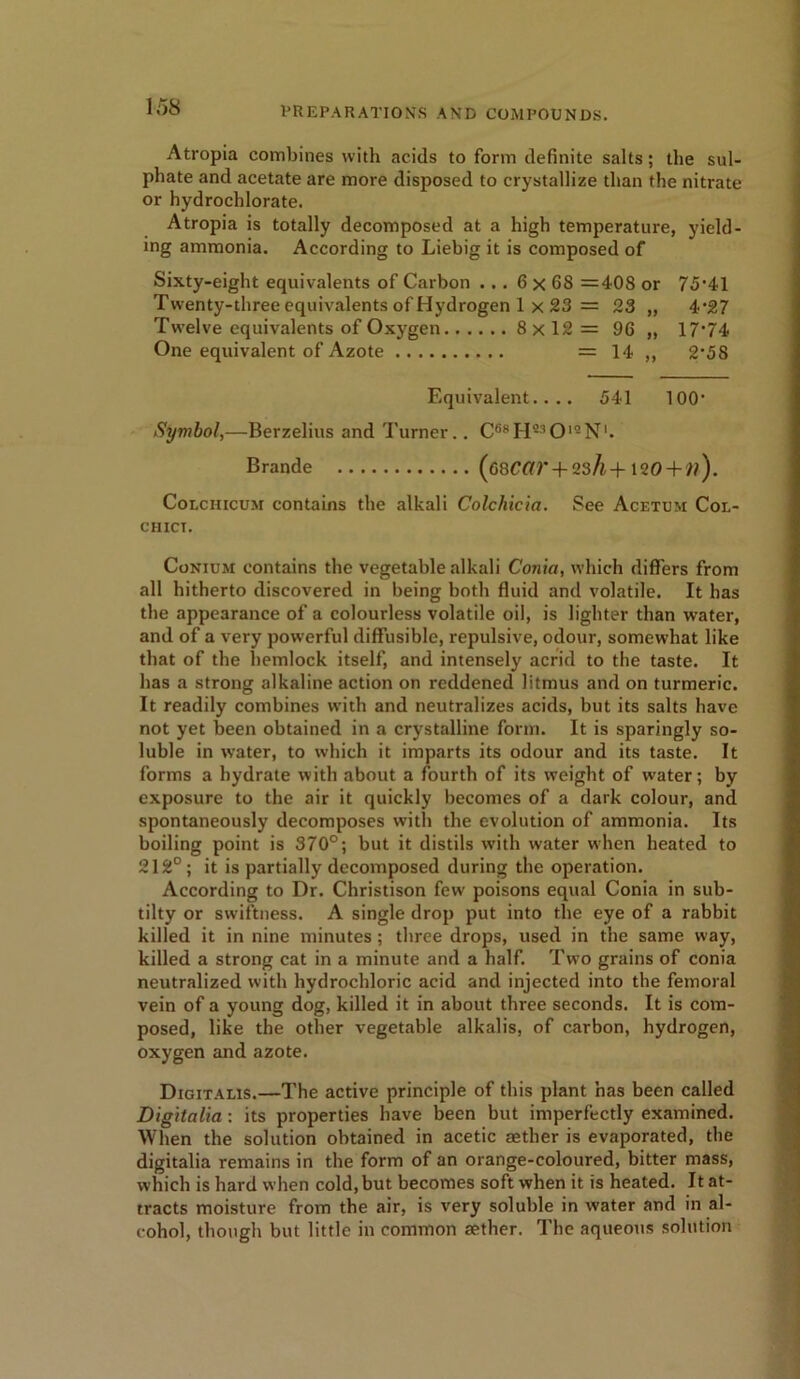 158
PREPARATIONS AND COMPOUNDS.
Atropia combines with acids to form definite salts; the sul-
phate and acetate are more disposed to crystallize than the nitrate
or hydrochlorate.
Atropia is totally decomposed at a high temperature, yield-
ing ammonia. According to Liebig it is composed of
Sixty-eight equivalents of Carbon ... 6 x 68 =408 or 75·41
Twenty-three equivalents of Hydrogen 1 x 23 = 23 „ 4·27
Twelve equivalents of Oxygen...... 8 x 12 = 96 „ 17·74
One equivalent of Azote .......... = 14 „ 2·58
Equivalent.... 541 100·
Symbol,—Berzelius and Turner.. C⁶⁸H²³O¹²N¹.
Brande ............ (68car+23h+12O+n).
Colchicum contains the alkali Colchicia. See Acetum Col-
chici.
Conium contains the vegetable alkali Conia, which differs from
all hitherto discovered in being both fluid and volatile. It has
the appearance of a colourless volatile oil, is lighter than water,
and of a very powerful diffusible, repulsive, odour, somewhat like
that of the hemlock itself, and intensely acrid to the taste. It
has a strong alkaline action on reddened litmus and on turmeric.
It readily combines with and neutralizes acids, but its salts have
not yet been obtained in a crystalline form. It is sparingly so-
luble in water, to which it imparts its odour and its taste. It
forms a hydrate with about a fourth of its weight of water; by
exposure to the air it quickly becomes of a dark colour, and
spontaneously decomposes with the evolution of ammonia. Its
boiling point is 370°; but it distils with water when heated to
212°; it is partially decomposed during the operation.
According to Dr. Christison few poisons equal Conia in sub-
tilty or swiftness. A single drop put into the eye of a rabbit
killed it in nine minutes; three drops, used in the same way,
killed a strong cat in a minute and a half. Two grains of conia
neutralized with hydrochloric acid and injected into the femoral
vein of a young dog, killed it in about three seconds. It is com-
posed, like the other vegetable alkalis, of carbon, hydrogen,
oxygen and azote.
Digitalis.—The active principle of this plant has been called
Digitalia: its properties have been but imperfectly examined.
When the solution obtained in acetic æther is evaporated, the
digitalia remains in the form of an orange-coloured, bitter mass,
which is hard when cold, but becomes soft when it is heated. It at-
tracts moisture from the air, is very soluble in water and in al-
cohol, though but little in common æther. The aqueous solution